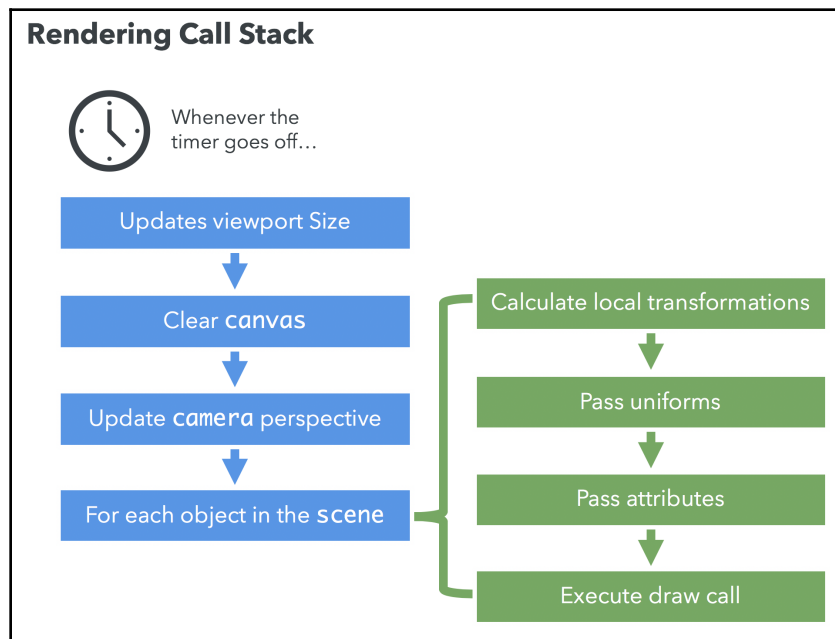 Rendering Call Stack
Whenever the
timer goes off...
Updates viewport Size
Clear canvas
Update camera perspective
For each object in the scene
Calculate local transformations
Pass uniforms
Pass attributes
Execute draw call